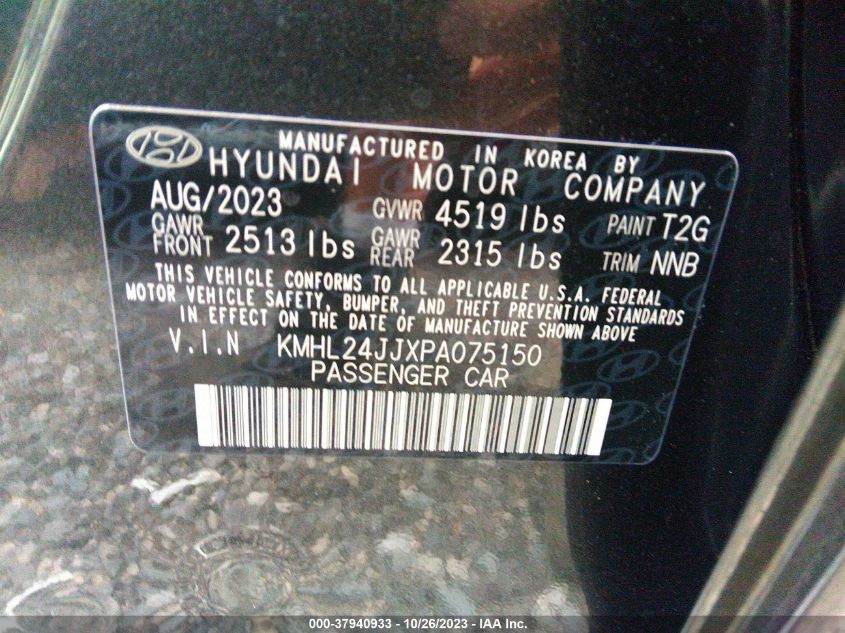 MANUFACTURED IN KOREA BY
HYUNDAI MOTOR COMPANY
AUG/2023 GVWR 4519 lbs PAINT T2G
GAWR FRONT 2513 lbs GAWR REAR 2315 lbs TRIM NNB
THIS VEHICLE CONFORMS TO ALL APPLICABLE U.S.A. FEDERAL
MOTOR VEHICLE SAFETY, BUMPER, AND THEFT PREVENTION STANDARDS
IN EFFECT ON THE DATE OF MANUFACTURE SHOWN ABOVE
V.I.N KMHL24JJXPA075150
PASSENGER CAR
000-37940933 - 10/26/2023 - IAA Inc.